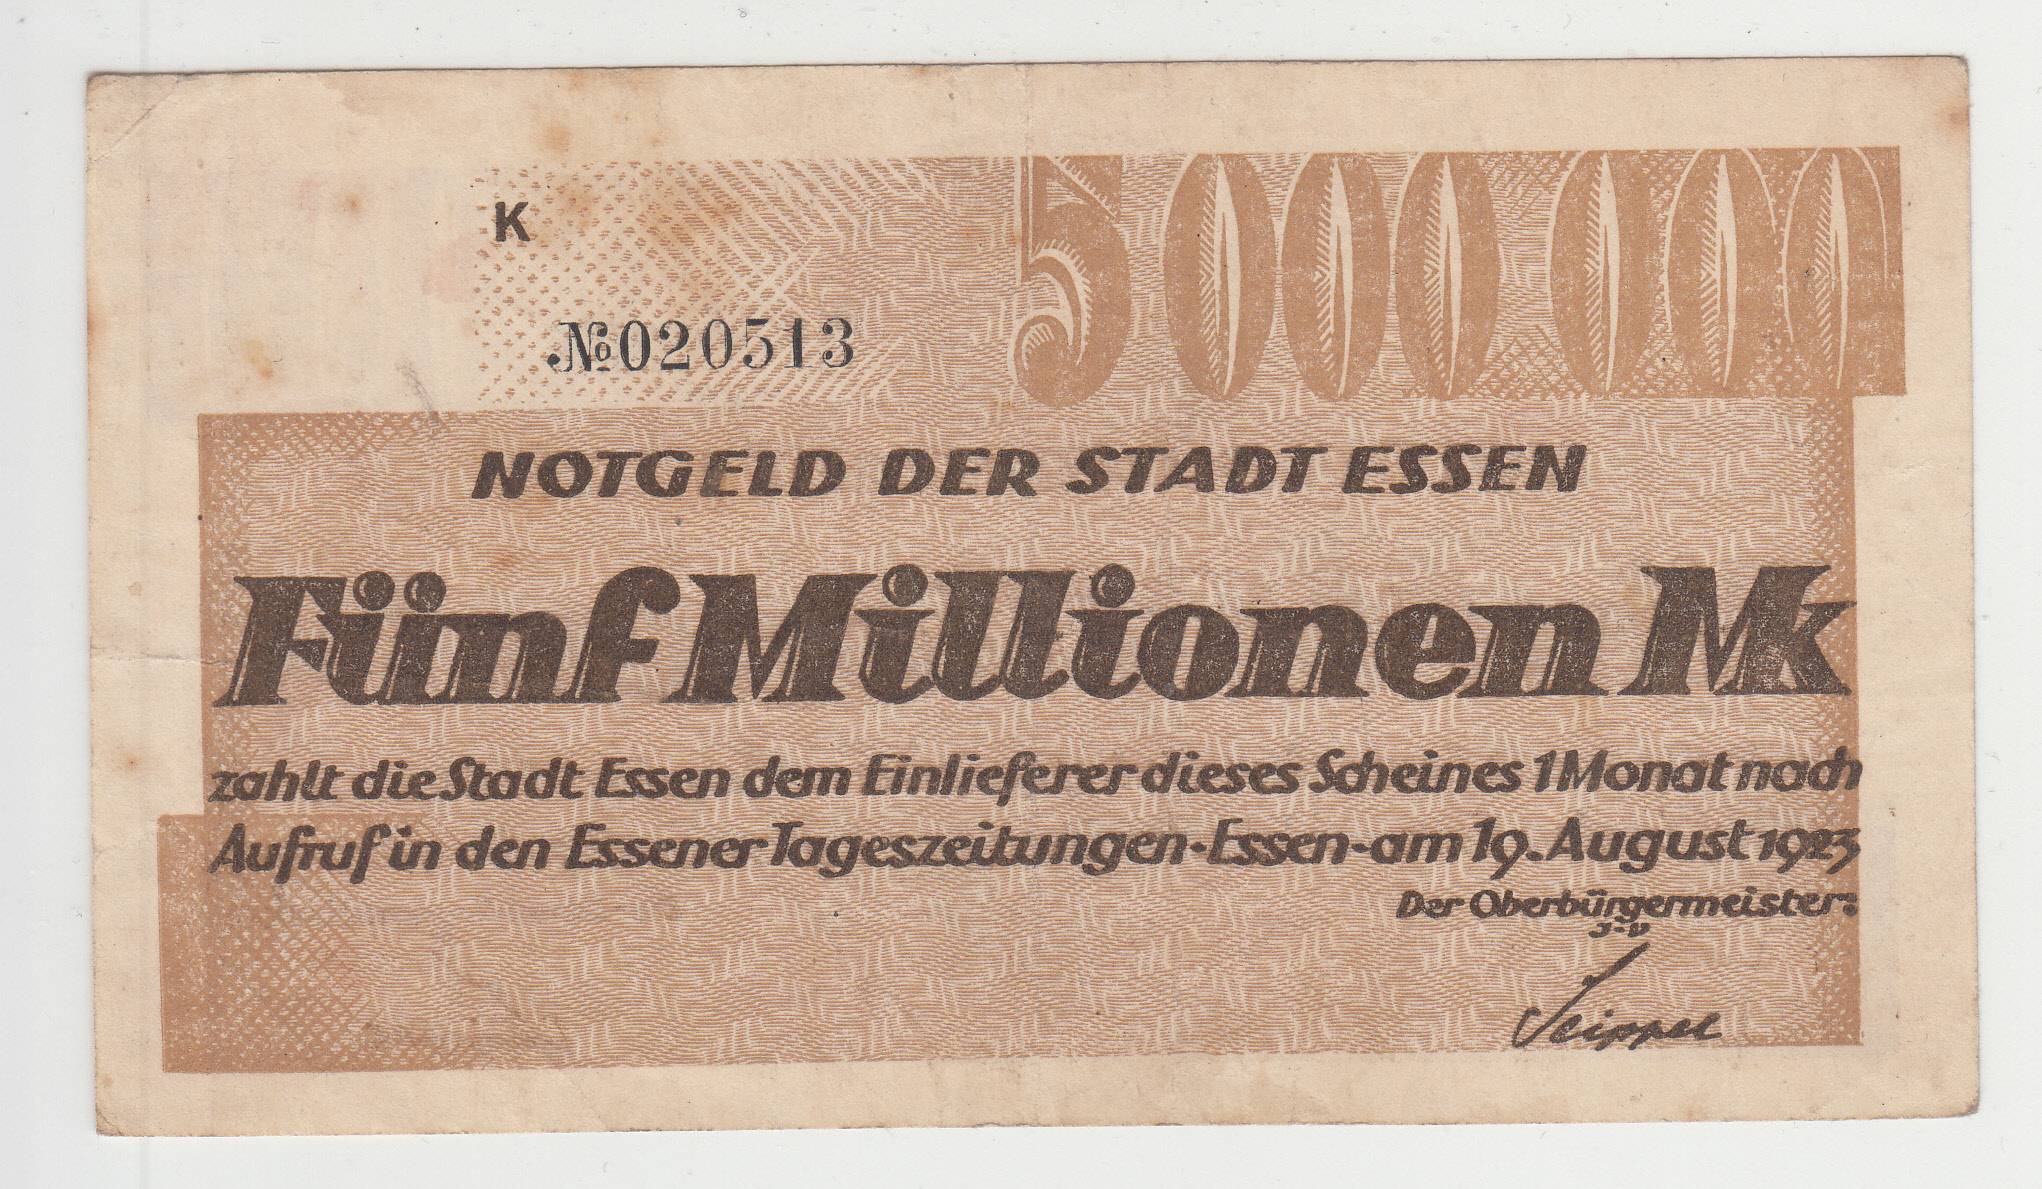 K
5000000
№020513
NOTGELD DER STADT ESSEN
Fünf Millionen Mk
zahlt die Stadt Essen dem Einlieferer dieses Scheines 1 Monat nach
Aufruf in den Essener Tageszeitungen-Essen-am 19. August 1923
Der Oberbürgermeister:
J-V
Seippel